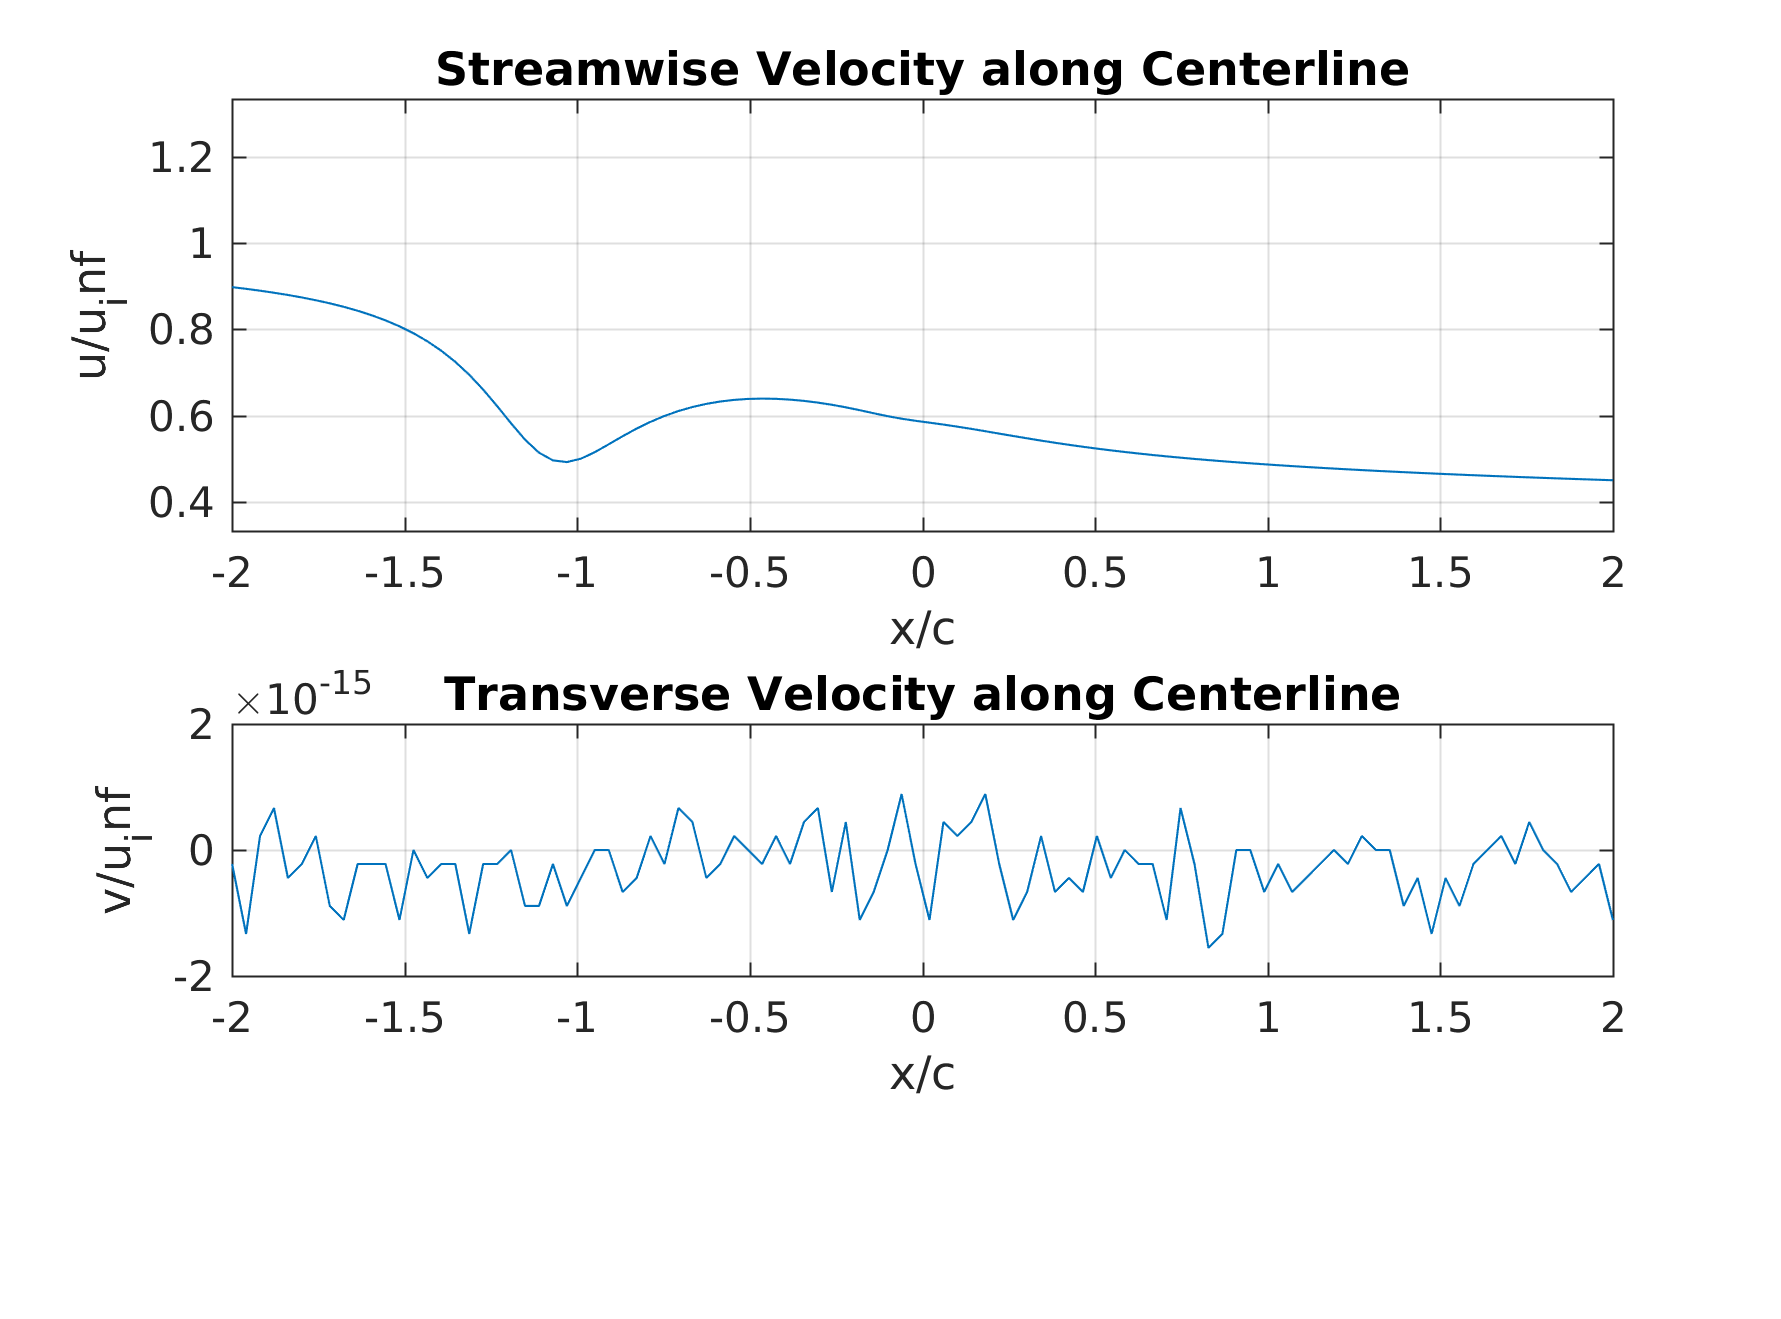 Streamwise Velocity along Centerline
1.2
1
0.8
0.6
0.4
u/u_inf
-2 -1.5 -1 -0.5 0 0.5 1 1.5 2
x/c
×10^-15
Transverse Velocity along Centerline
2
0
-2
v/u_inf
-2 -1.5 -1 -0.5 0 0.5 1 1.5 2
x/c